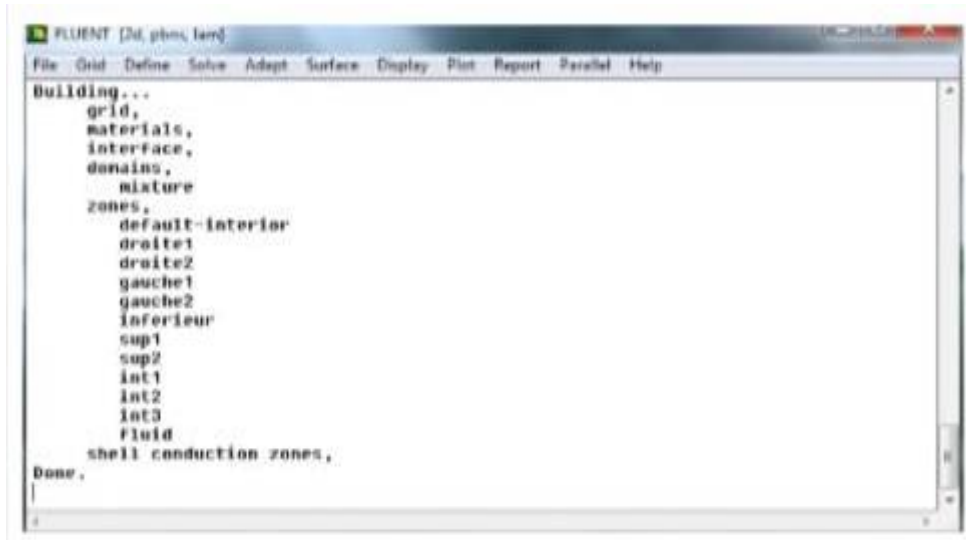 FLUENT [2d, pbns, lam]
File Grid Define Solve Adapt Surface Display Plot Report Parallel Help
Building...
grid,
materials,
interface,
domains,
mixture
zones,
default-interior
droite1
droite2
gauche1
gauche2
inferieur
sup1
sup2
int1
int2
int3
fluid
shell conduction zones,
Done.